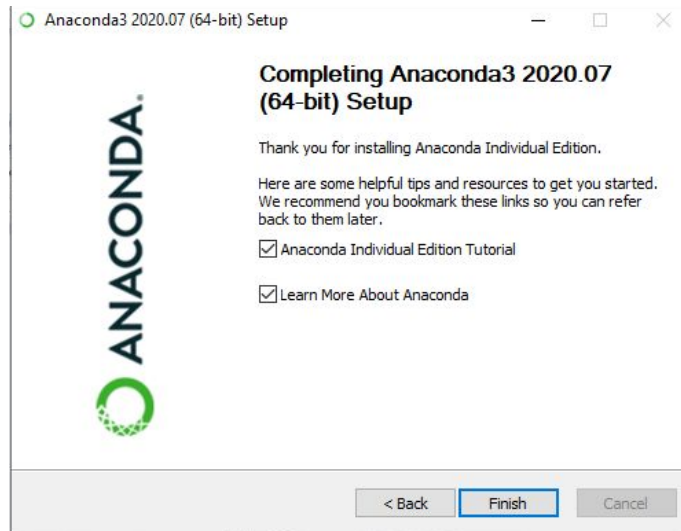 Anaconda3 2020.07 (64-bit) Setup
Completing Anaconda3 2020.07
(64-bit) Setup
Thank you for installing Anaconda Individual Edition.
Here are some helpful tips and resources to get you started.
We recommend you bookmark these links so you can refer
back to them later.
Anaconda Individual Edition Tutorial
Learn More About Anaconda
ANACONDA.
< Back
Finish
Cancel